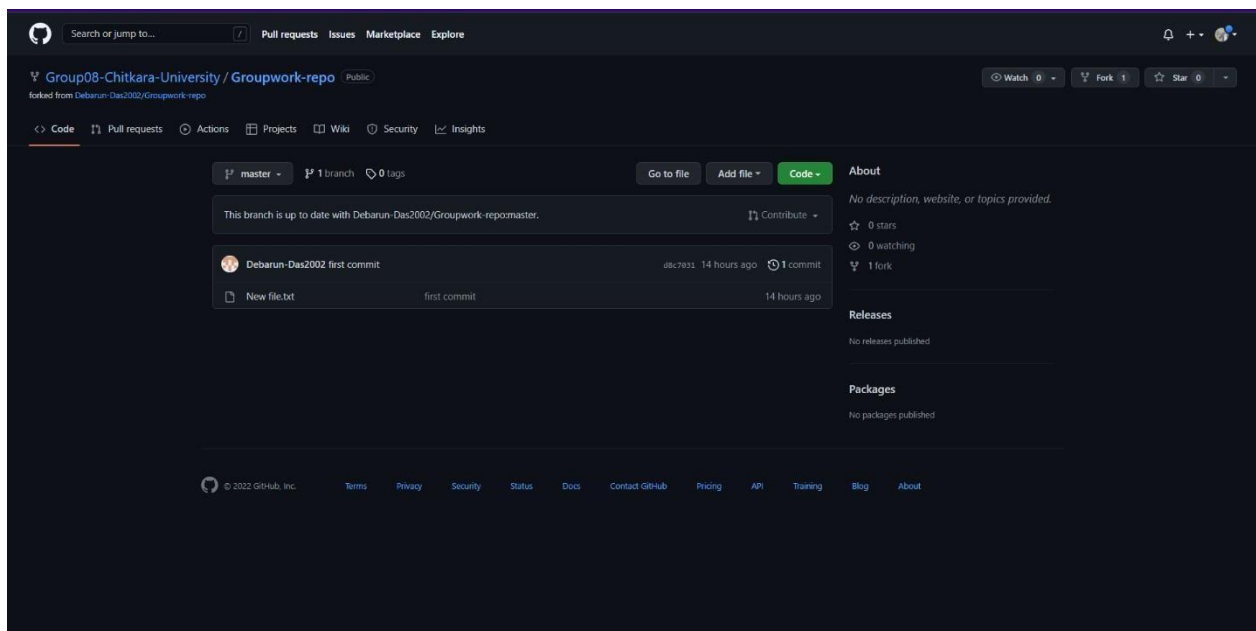 Search or jump to... / Pull requests Issues Marketplace Explore
Group08-Chitkara-University / Groupwork-repo Public
Watch 0 Fork 1 Star 0
forked from Debarun-Das2002/Groupwork-repo
<> Code Pull requests Actions Projects Wiki Security Insights
master 1 branch 0 tags Go to file Add file Code
This branch is up to date with Debarun-Das2002/Groupwork-repo:master. Contribute
Debarun-Das2002 first commit d8c7031 14 hours ago 1 commit
New file.txt first commit 14 hours ago
About
No description, website, or topics provided.
0 stars
0 watching
1 fork
Releases
No releases published
Packages
No packages published
© 2022 GitHub, Inc. Terms Privacy Security Status Docs Contact GitHub Pricing API Training Blog About